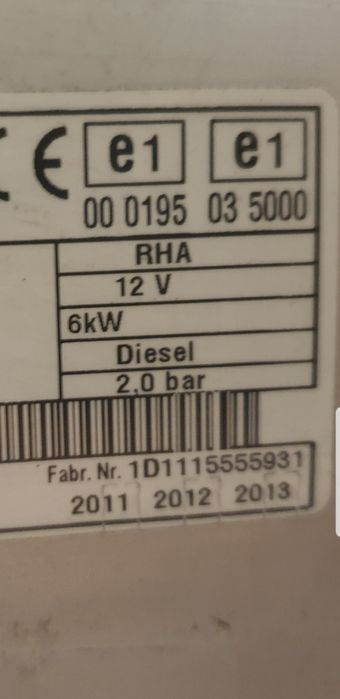 CE e1 e1
00 0195 03 5000
RHA
12 V
6kW
Diesel
2,0 bar
Fabr. Nr. 1D1115555931
2011 2012 2013